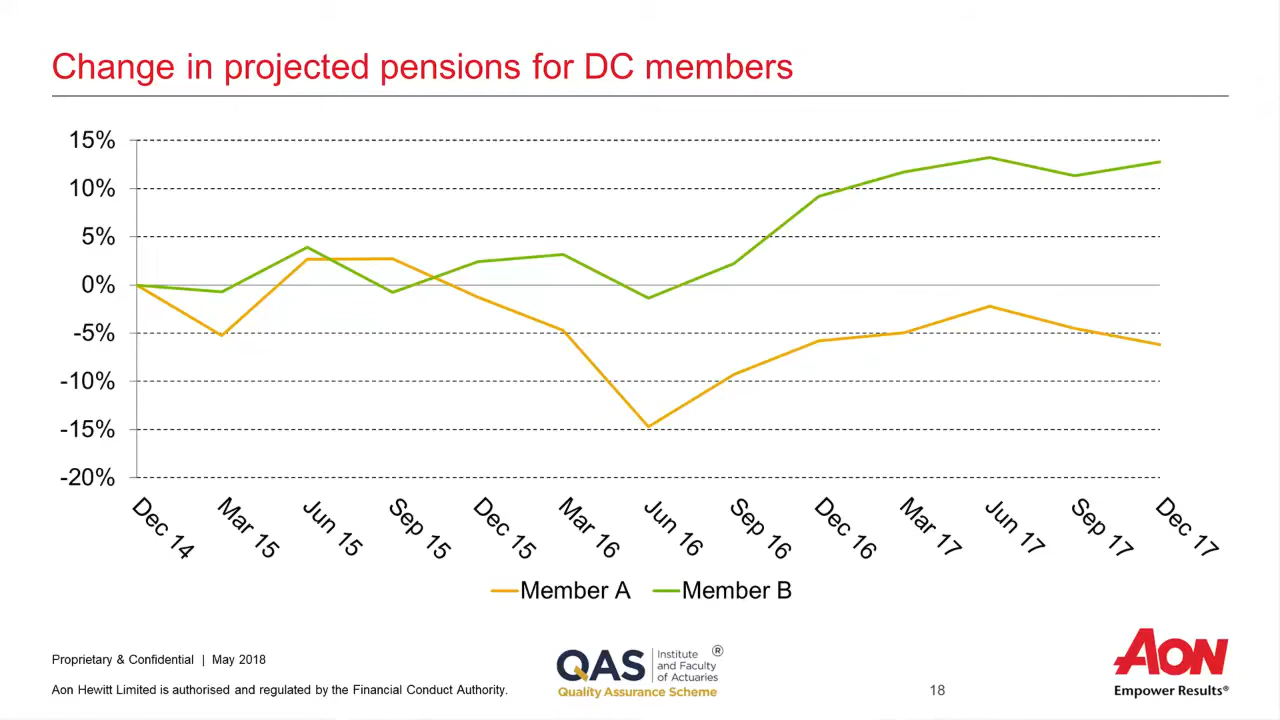 Change in projected pensions for DC members
15%
10%
5%
0%
-5%
-10%
-15%
-20%
Dec 14
Mar 15
Jun 15
Sep 15
Dec 15
Mar 16
Jun 16
Sep 16
Dec 16
Mar 17
Jun 17
Sep 17
Dec 17
Member A
Member B
Proprietary & Confidential | May 2018
Aon Hewitt Limited is authorised and regulated by the Financial Conduct Authority.
QAS
Institute
and Faculty
of Actuaries
®
Quality Assurance Scheme
18
AON
Empower Results®